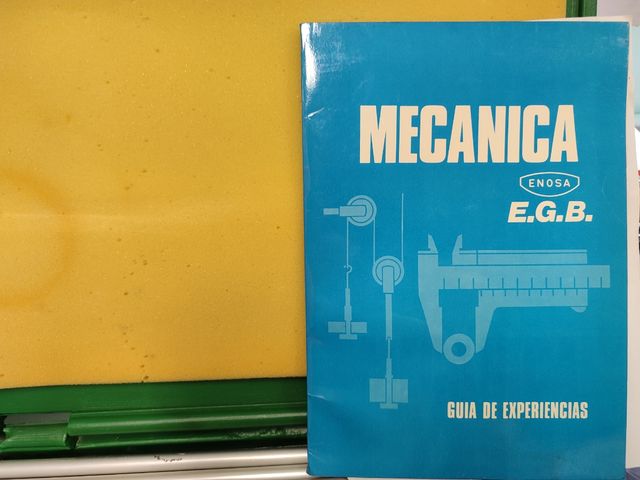 MECANICA
ENOSA
E.G.B.
GUIA DE EXPERIENCIAS